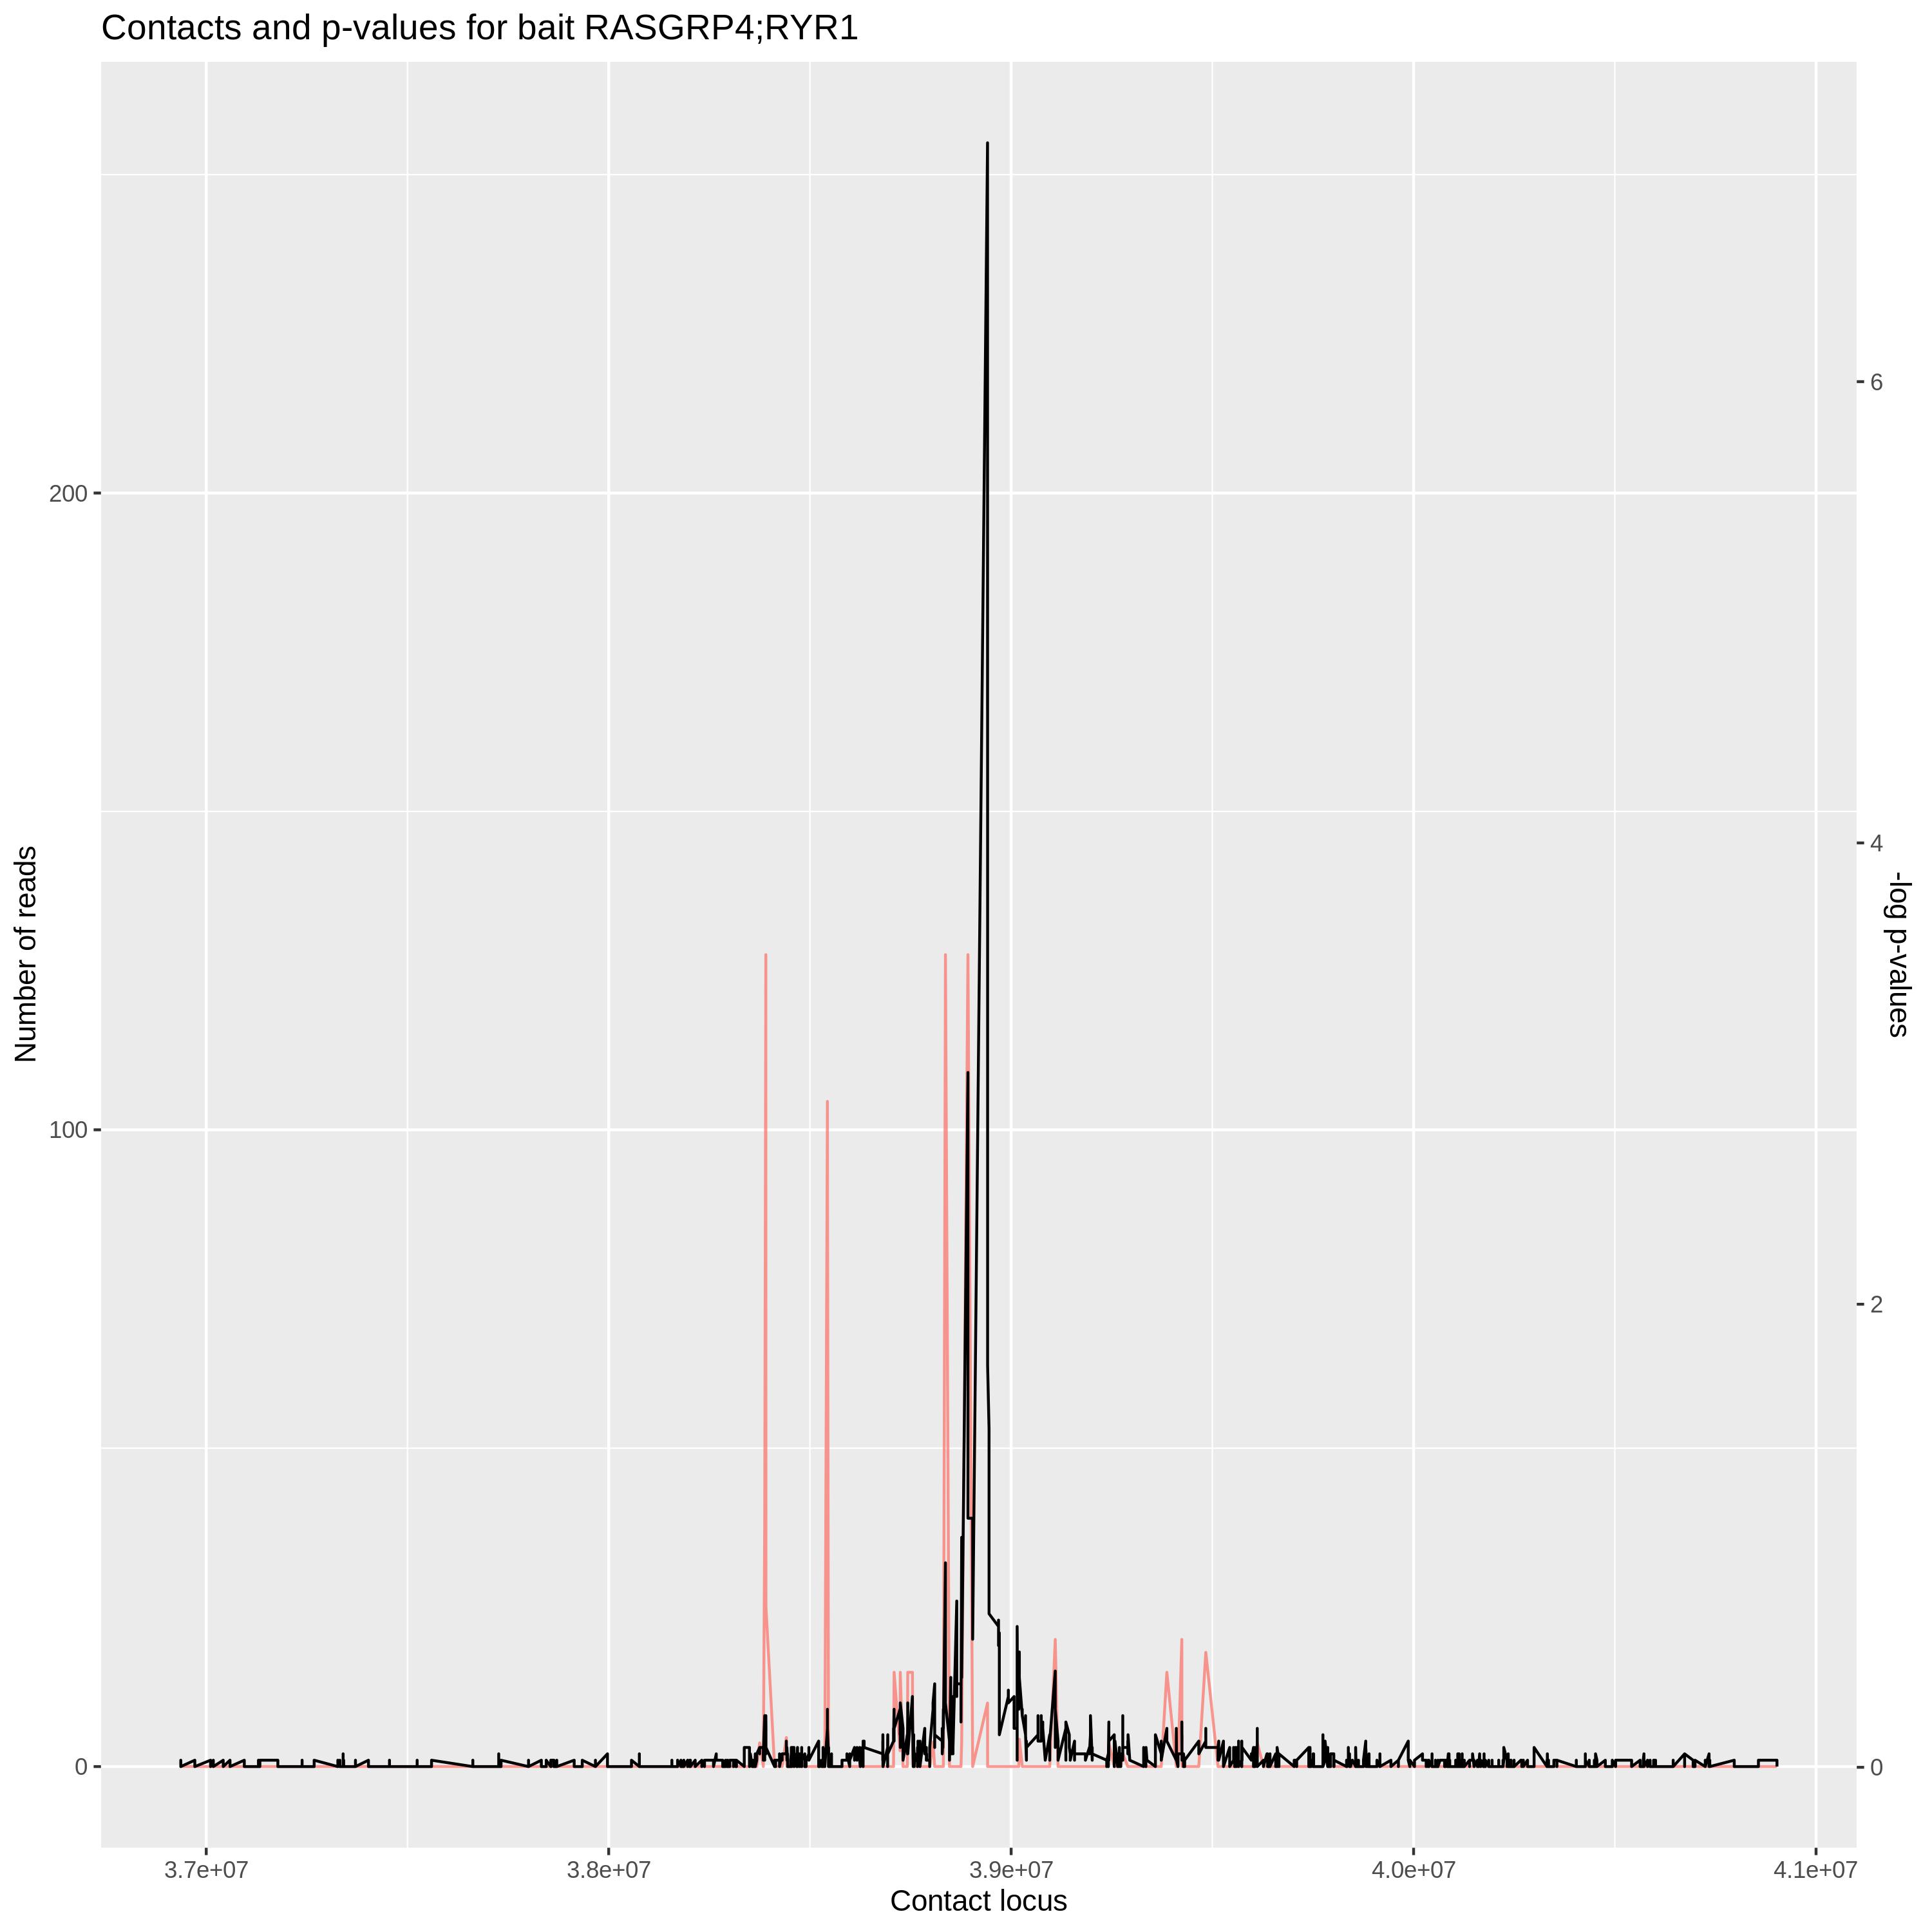 Contacts and p-values for bait RASGRP4;RYR1
Number of reads
200
100
0
6
4
2
0
-log p-values
3.7e+07
3.8e+07
3.9e+07
4.0e+07
4.1e+07
Contact locus